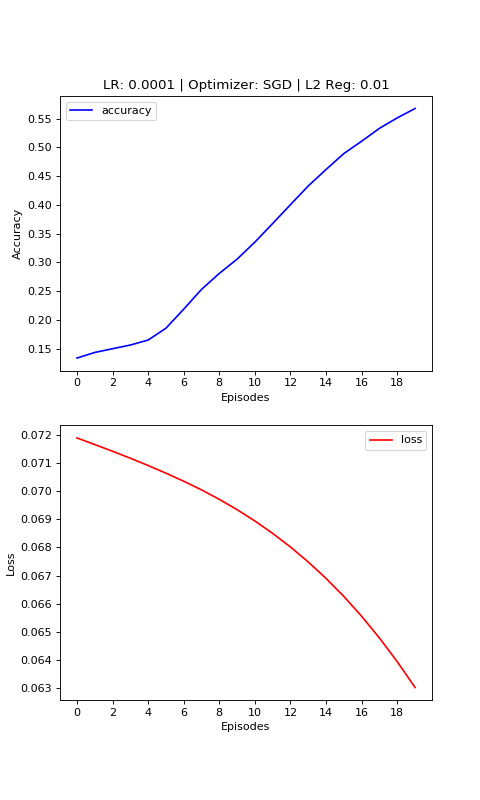 LR: 0.0001 | Optimizer: SGD | L2 Reg: 0.01
accuracy
0.55
0.50
0.45
0.40
0.35
0.30
0.25
0.20
0.15
Accuracy
0 2 4 6 8 10 12 14 16 18
Episodes
loss
0.072
0.071
0.070
0.069
0.068
0.067
0.066
0.065
0.064
0.063
Loss
0 2 4 6 8 10 12 14 16 18
Episodes